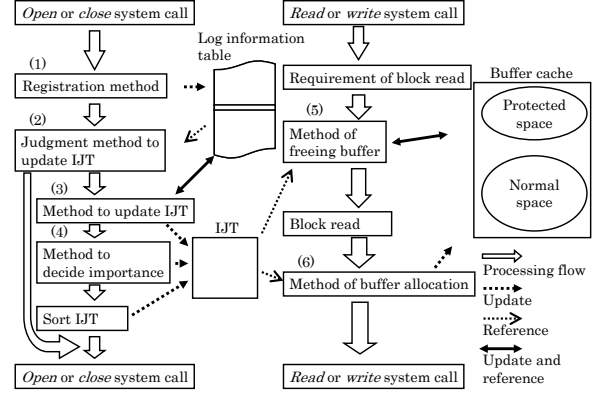 Open or close system call
(1)
Registration method
(2)
Judgment method to
update IJT
(3)
Method to update IJT
(4)
Method to
decide importance
Sort IJT
Open or close system call
Log information
table
IJT
Read or write system call
Requirement of block read
(5)
Method of
freeing buffer
Block read
(6)
Method of buffer allocation
Read or write system call
Buffer cache
Protected
space
Normal
space
Processing flow
Update
Reference
Update and
reference